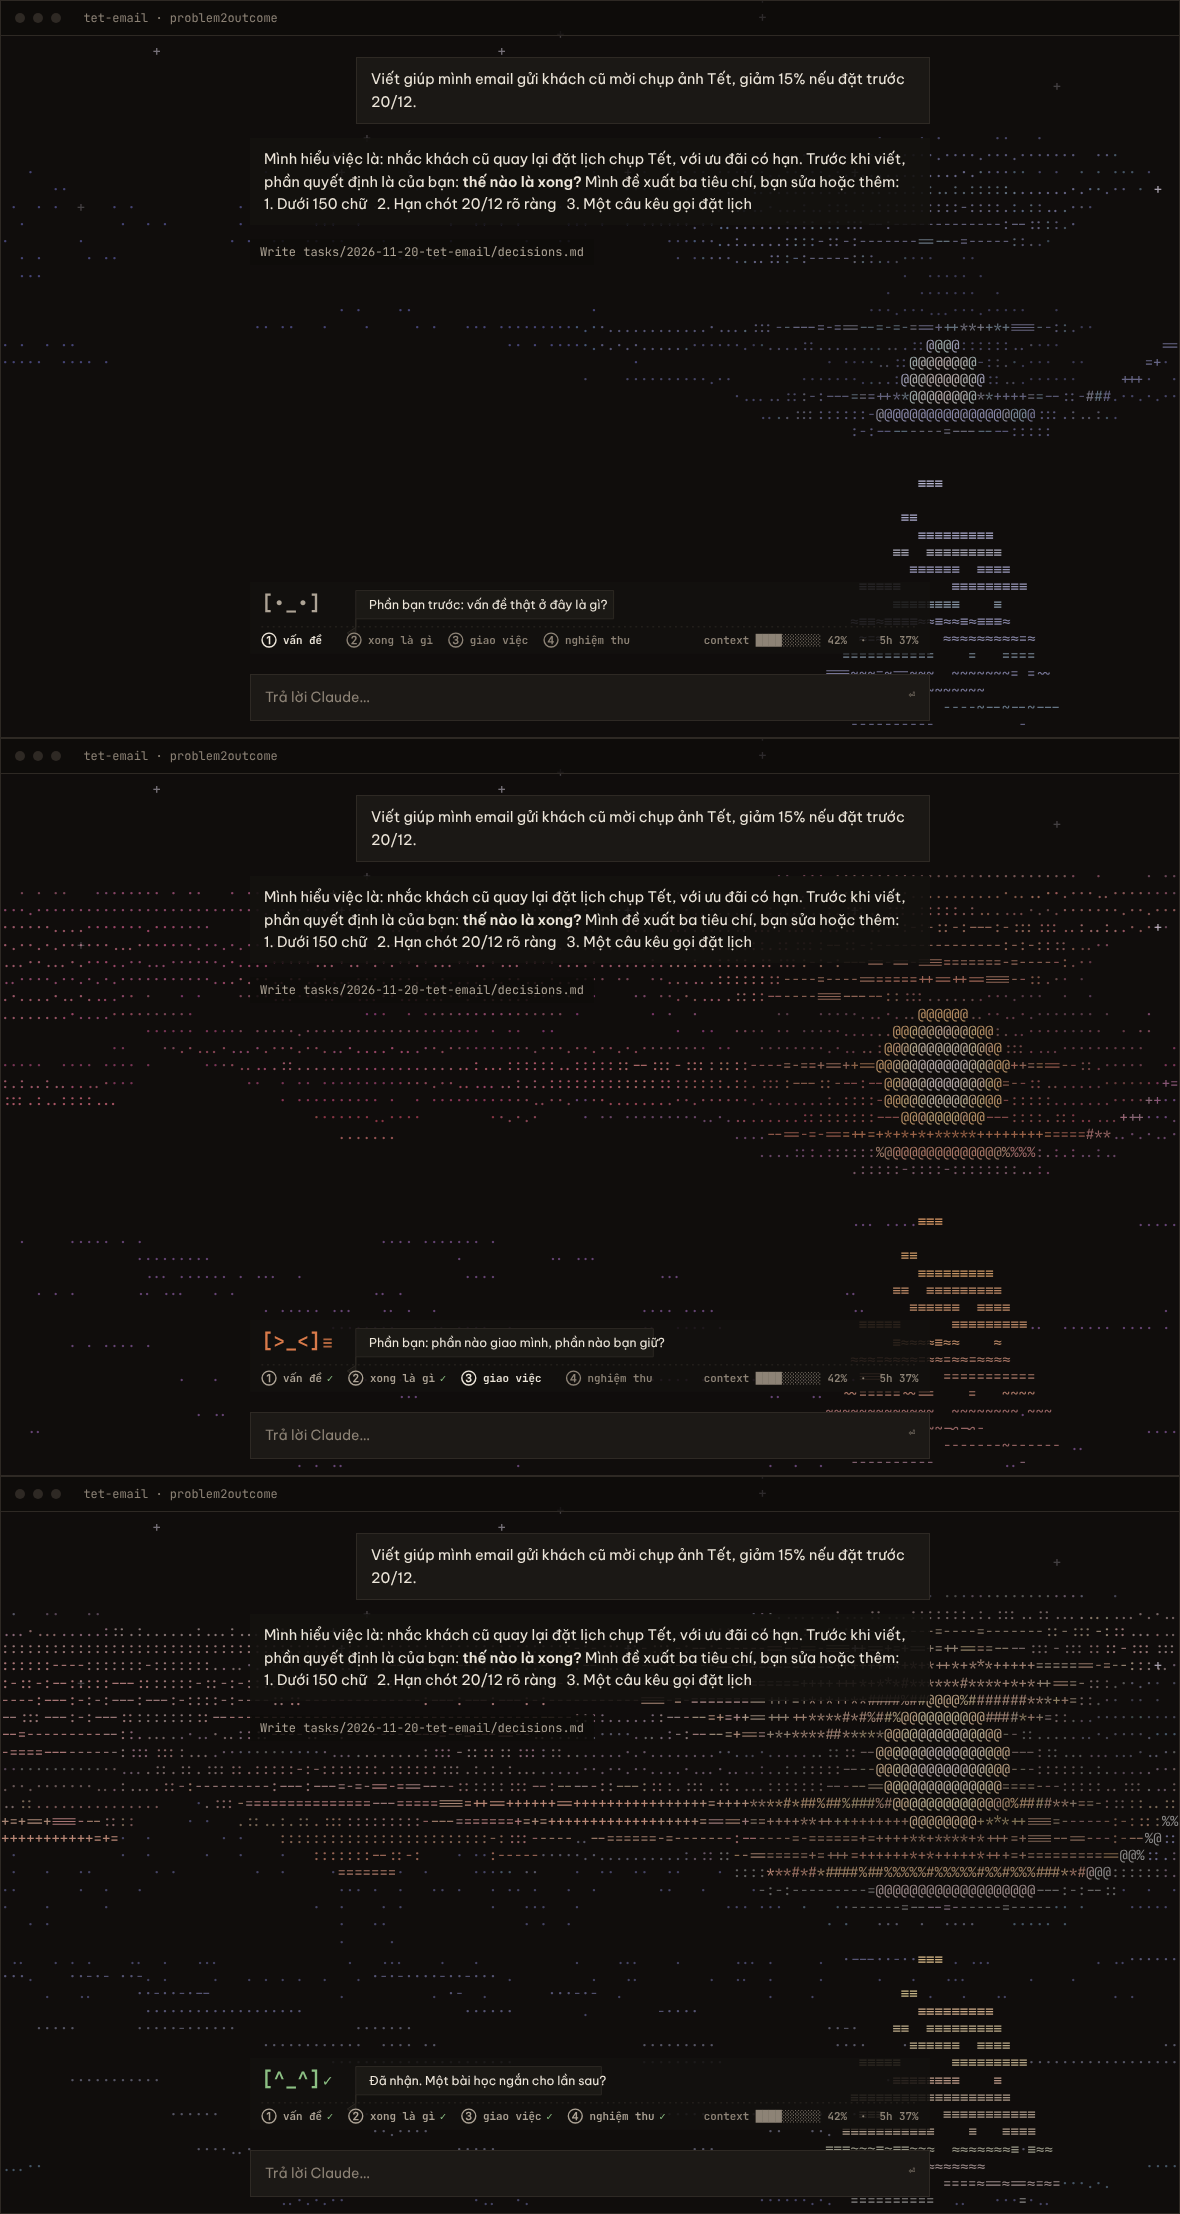 tet-email · problem2outcome
Viết giúp mình email gửi khách cũ mời chụp ảnh Tết, giảm 15% nếu đặt trước
20/12.
Mình hiểu việc là: nhắc khách cũ quay lại đặt lịch chụp Tết, với ưu đãi có hạn. Trước khi viết,
phần quyết định là của bạn: thế nào là xong? Mình đề xuất ba tiêu chí, bạn sửa hoặc thêm:
1. Dưới 150 chữ 2. Hạn chót 20/12 rõ ràng 3. Một câu kêu gọi đặt lịch
Write tasks/2026-11-20-tet-email/decisions.md
[•_•] Phần bạn trước: vấn đề thật ở đây là gì?
① vấn đề ② xong là gì ③ giao việc ④ nghiệm thu context ████░░░░░░ 42% · 5h 37%
Trả lời Claude... ⏎
tet-email · problem2outcome
Viết giúp mình email gửi khách cũ mời chụp ảnh Tết, giảm 15% nếu đặt trước
20/12.
Mình hiểu việc là: nhắc khách cũ quay lại đặt lịch chụp Tết, với ưu đãi có hạn. Trước khi viết,
phần quyết định là của bạn: thế nào là xong? Mình đề xuất ba tiêu chí, bạn sửa hoặc thêm:
1. Dưới 150 chữ 2. Hạn chót 20/12 rõ ràng 3. Một câu kêu gọi đặt lịch
Write tasks/2026-11-20-tet-email/decisions.md
[>_<]≡ Phần bạn: phần nào giao mình, phần nào bạn giữ?
① vấn đề ✓ ② xong là gì ✓ ③ giao việc ④ nghiệm thu context ████░░░░░░ 42% · 5h 37%
Trả lời Claude... ⏎
tet-email · problem2outcome
Viết giúp mình email gửi khách cũ mời chụp ảnh Tết, giảm 15% nếu đặt trước
20/12.
Mình hiểu việc là: nhắc khách cũ quay lại đặt lịch chụp Tết, với ưu đãi có hạn. Trước khi viết,
phần quyết định là của bạn: thế nào là xong? Mình đề xuất ba tiêu chí, bạn sửa hoặc thêm:
1. Dưới 150 chữ 2. Hạn chót 20/12 rõ ràng 3. Một câu kêu gọi đặt lịch
Write tasks/2026-11-20-tet-email/decisions.md
[^_^]✓ Đã nhận. Một bài học ngắn cho lần sau?
① vấn đề ✓ ② xong là gì ✓ ③ giao việc ✓ ④ nghiệm thu ✓ context ████░░░░░░ 42% · 5h 37%
Trả lời Claude... ⏎